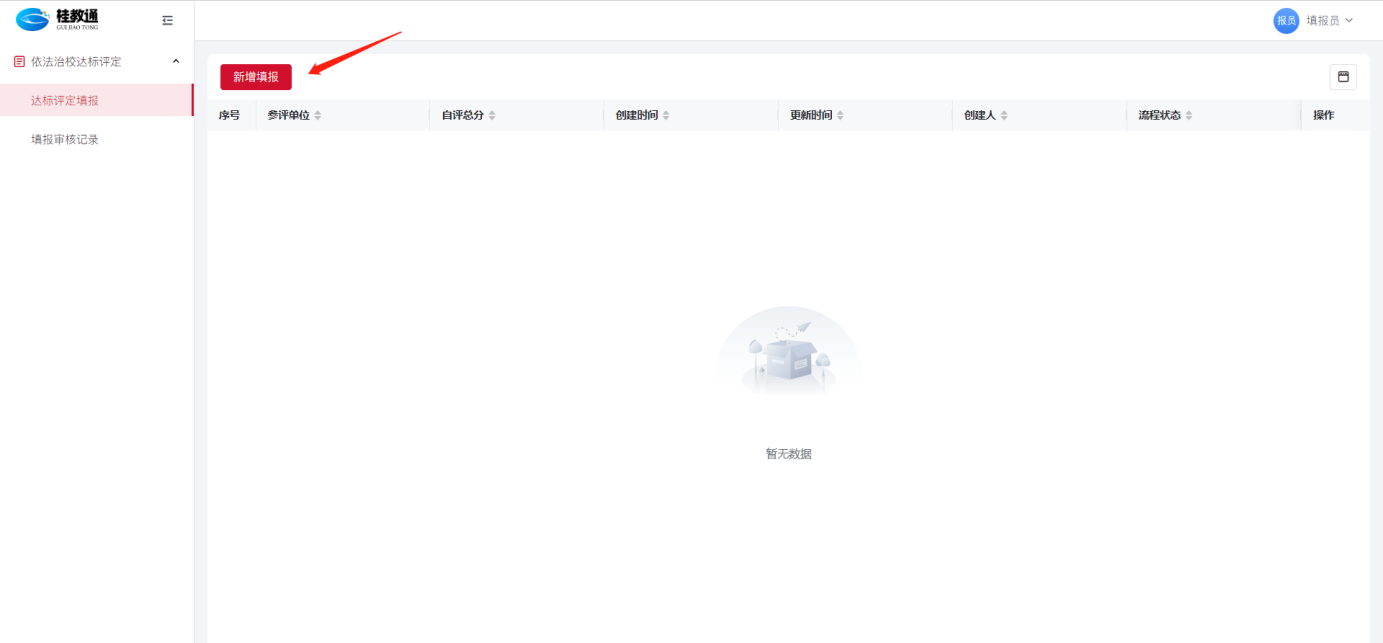 桂教通
GUI JIAO TONG
报员 填报员
依法治校达标评定
达标评定填报
填报审核记录
新增填报
序号 参评单位 自评总分 创建时间 更新时间 创建人 流程状态 操作
暂无数据